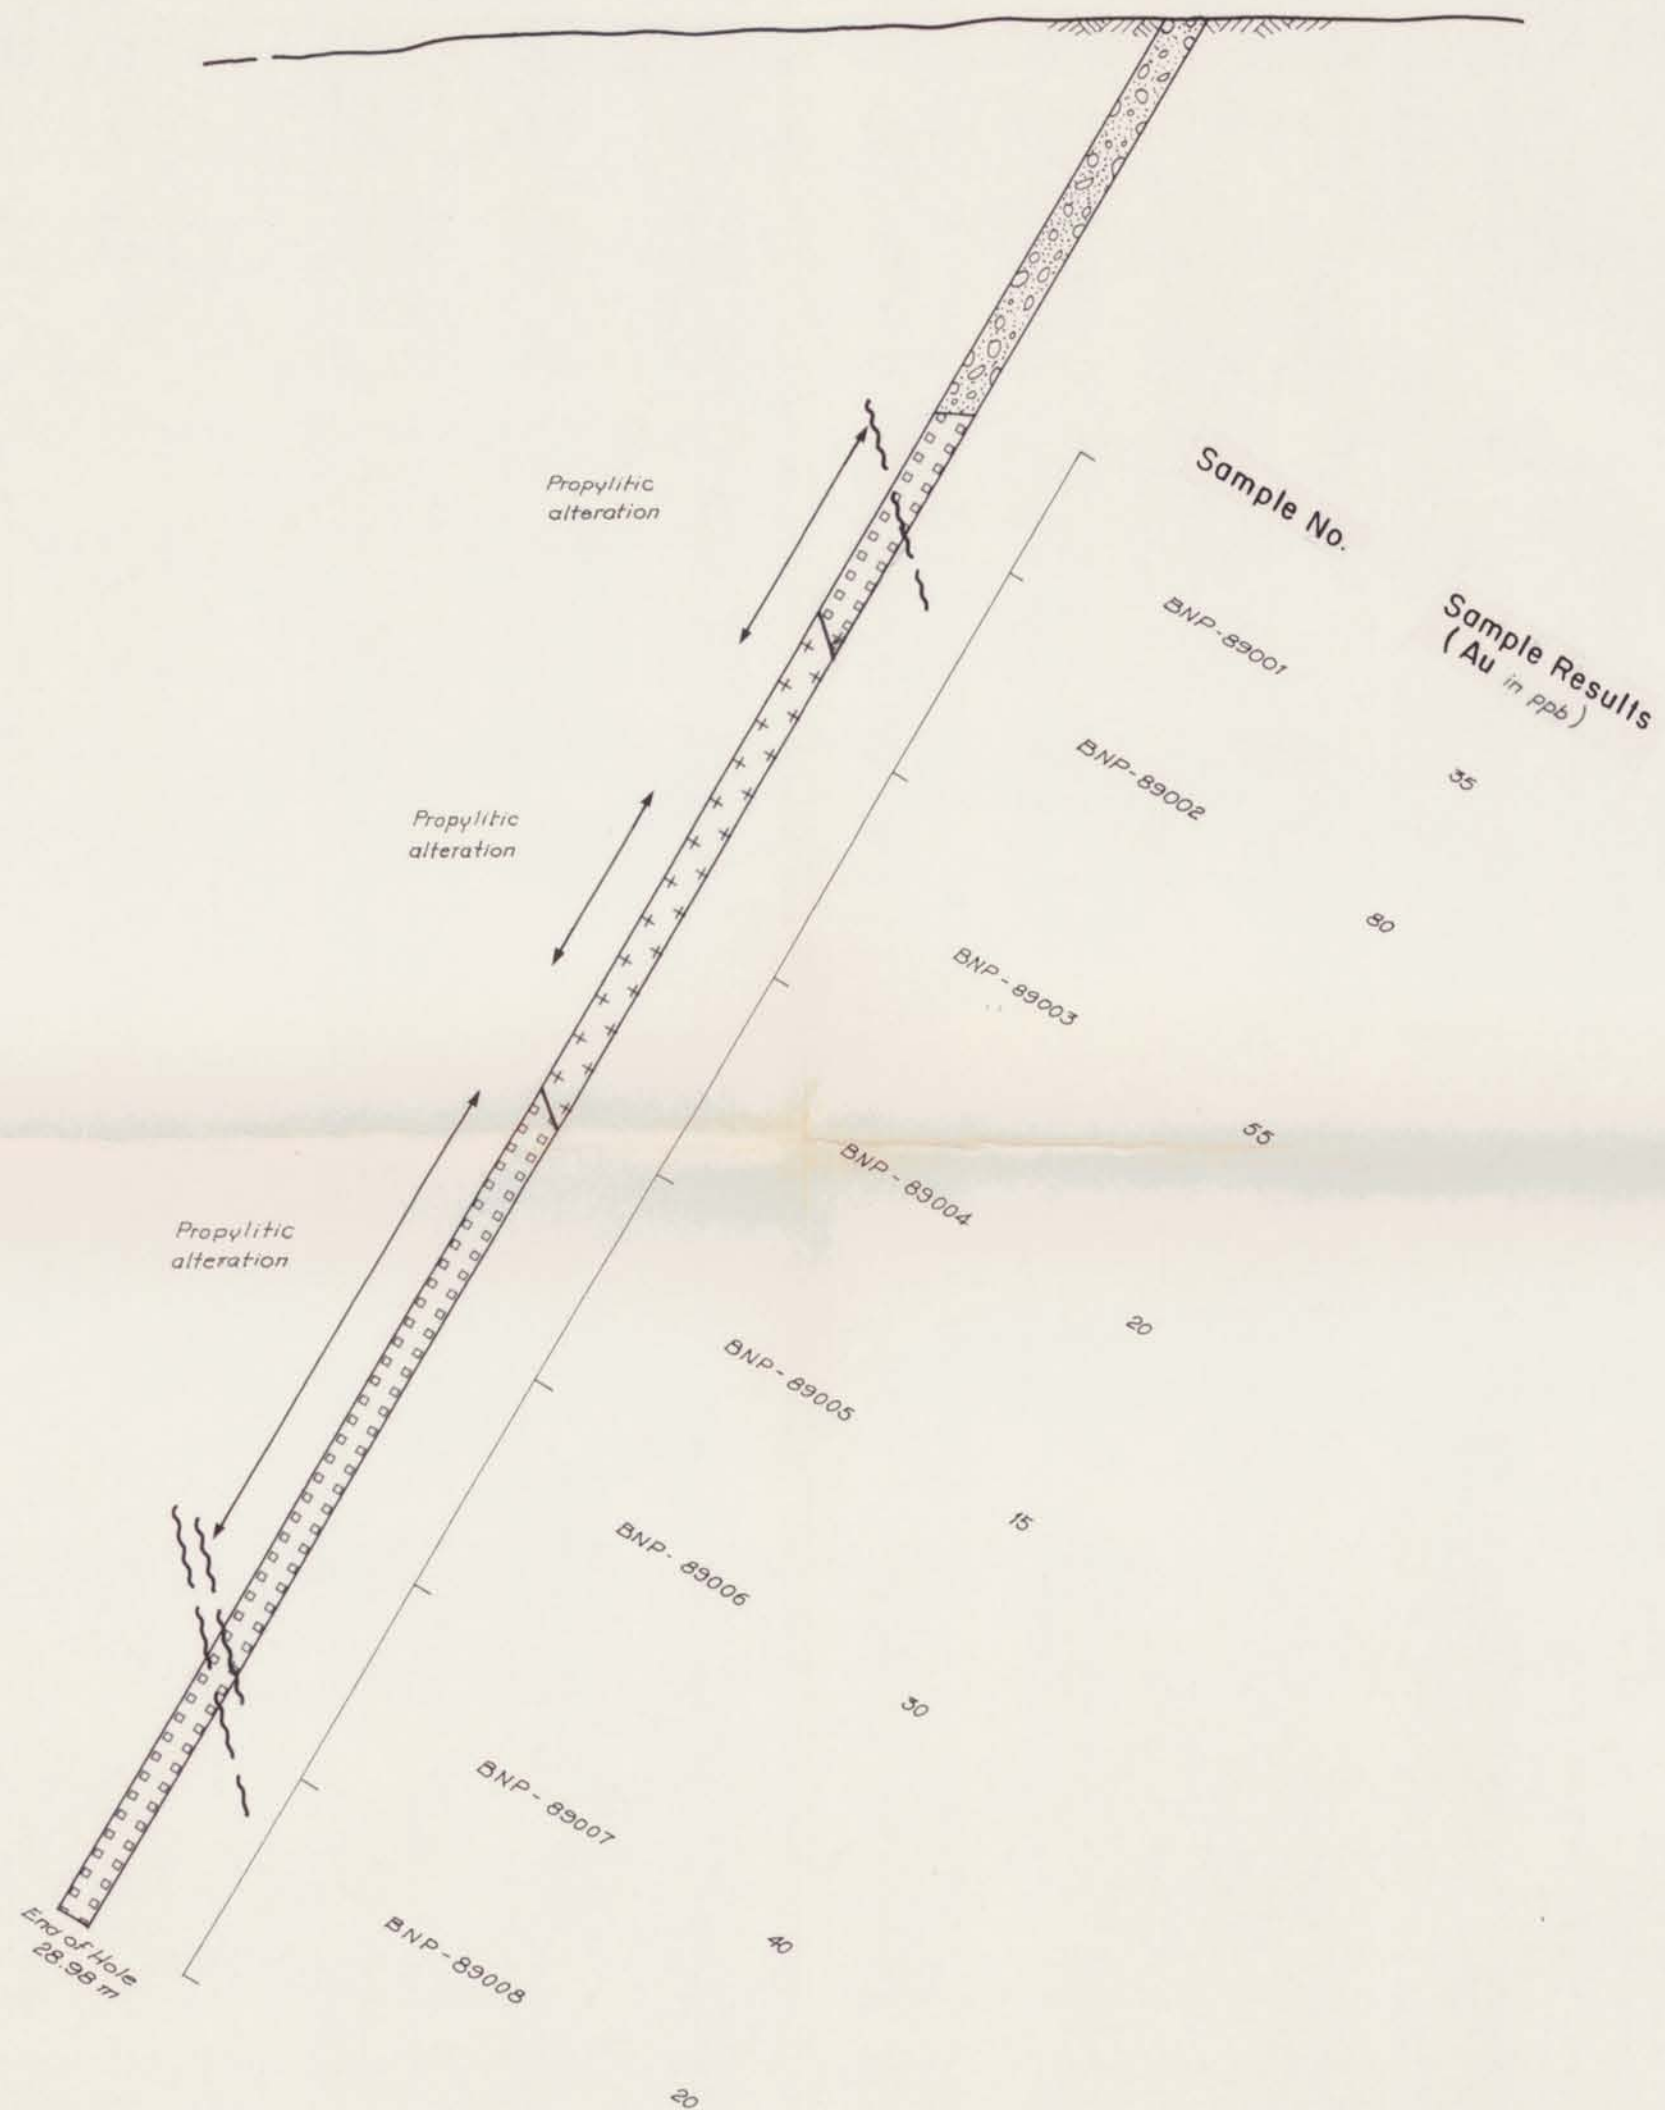 Propylitic
alteration
Sample No.
Sample Results
(Au in ppb)
BNP-89001
35
BNP-89002
80
Propylitic
alteration
BNP-89003
55
BNP-89004
20
Propylitic
alteration
BNP-89005
15
BNP-89006
30
BNP-89007
40
BNP-89008
20
End of Hole
28.98 m